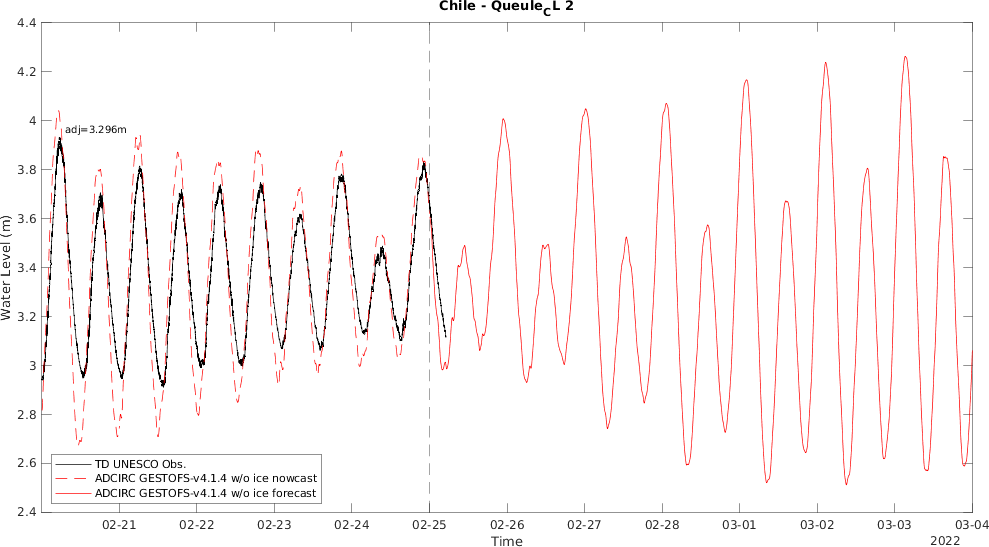 Chile - Queule_CL 2
4.4
4.2
4
3.8
3.6
3.4
3.2
3
2.8
2.6
2.4
Water Level (m)
adj=3.296m
TD UNESCO Obs.
ADCIRC GESTOFS-v4.1.4 w/o ice nowcast
ADCIRC GESTOFS-v4.1.4 w/o ice forecast
02-21 02-22 02-23 02-24 02-25 02-26 02-27 02-28 03-01 03-02 03-03 03-04
Time
2022